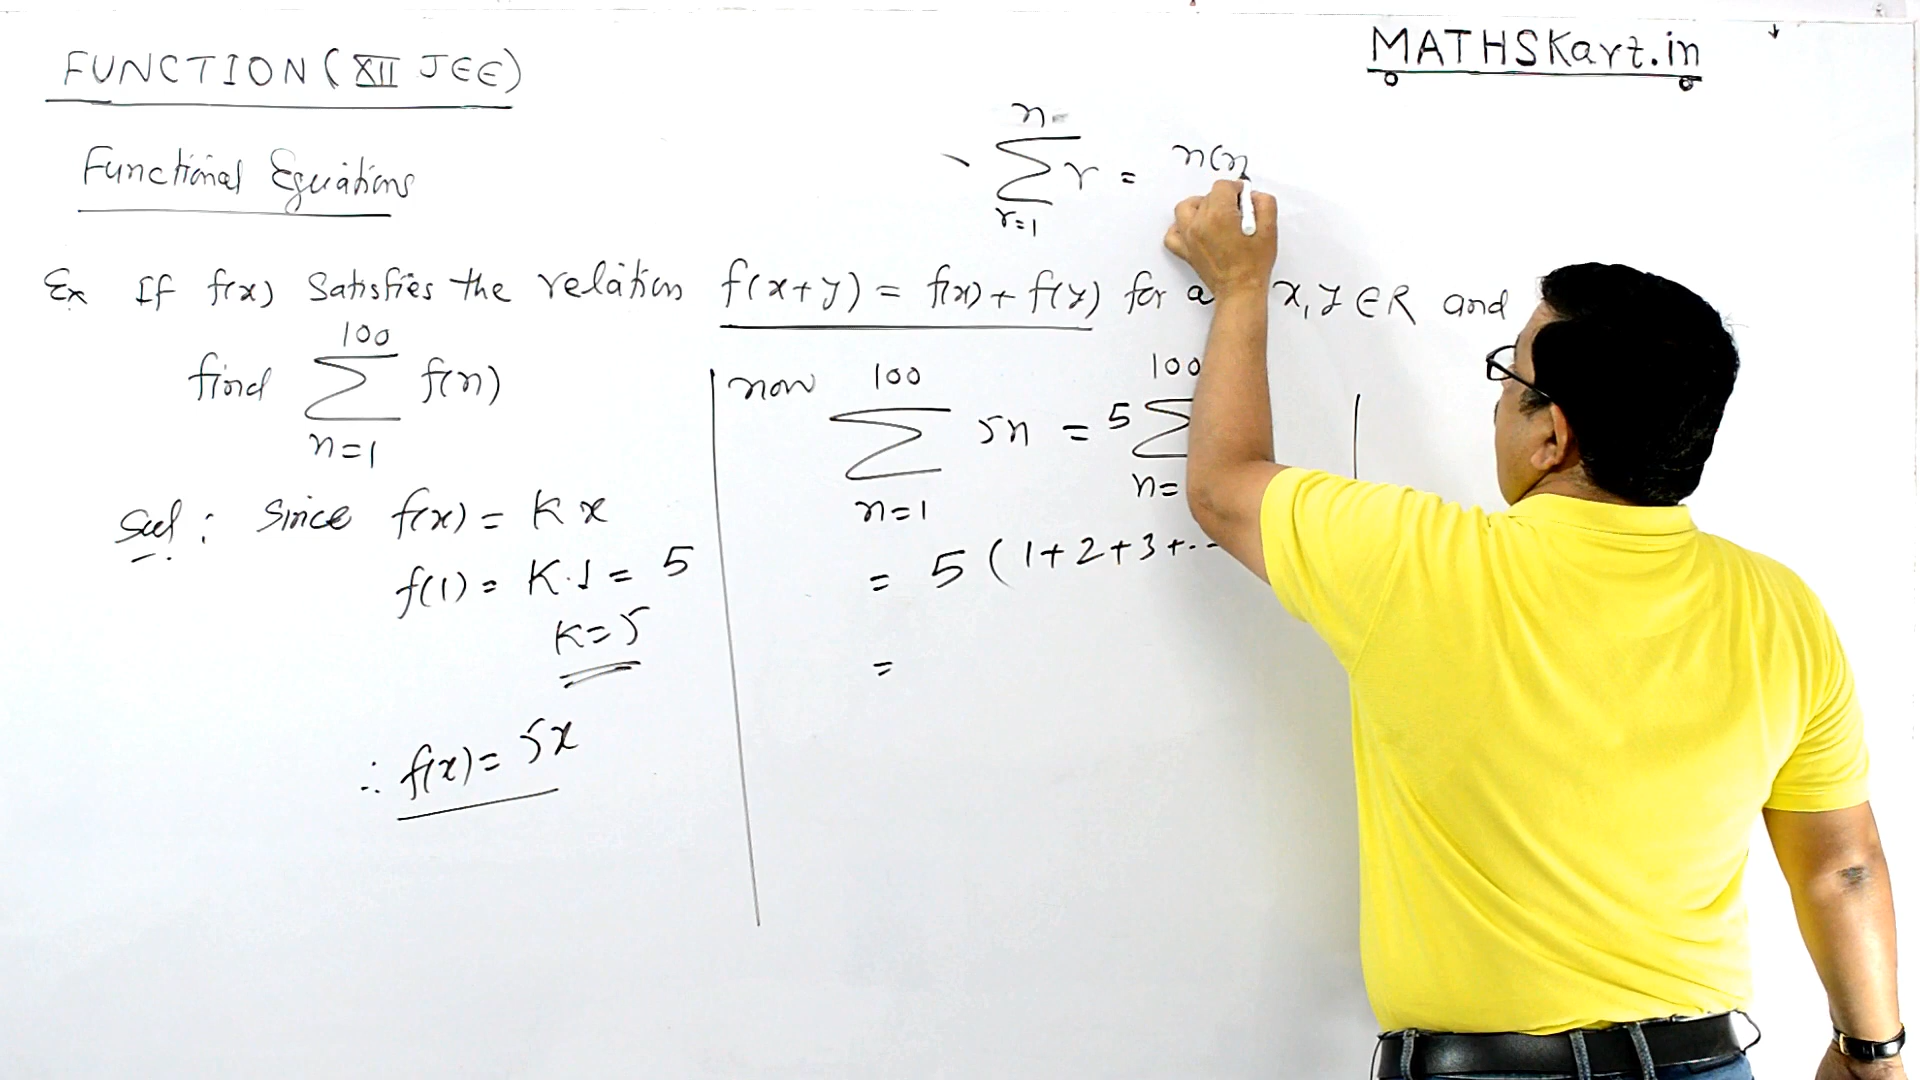 FUNCTION (XII JEE)
MATHSKart.in
Functional Equations
n
∑ r = n(n
r=1
Ex If f(x) Satisfies the relation f(x+y) = f(x) + f(y) for x, y ∈ R and
100
find ∑ f(n)
n=1
Sol : Since f(x) = K x
f(1) = K.1 = 5
K=5
∴ f(x) = 5x
now
100 100
∑ 5n = 5 ∑
n=1 n=
= 5 (1+2+3+..
=